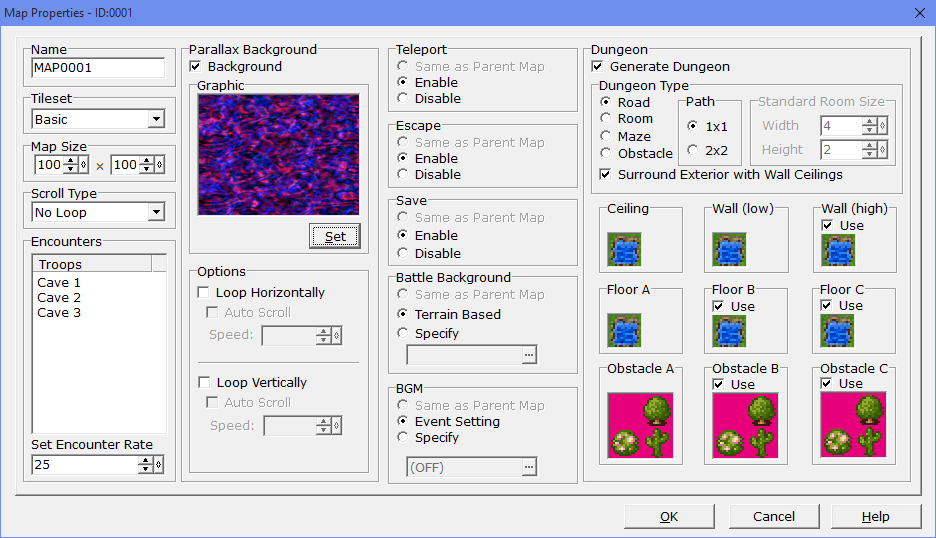 Map Properties - ID:0001
Name
MAP0001
Tileset
Basic
Map Size
100 × 100
Scroll Type
No Loop
Encounters
Troops
Cave 1
Cave 2
Cave 3
Set Encounter Rate
25
Parallax Background
Background
Graphic
Set
Options
Loop Horizontally
Auto Scroll
Speed:
Loop Vertically
Auto Scroll
Speed:
Teleport
Same as Parent Map
Enable
Disable
Escape
Same as Parent Map
Enable
Disable
Save
Same as Parent Map
Enable
Disable
Battle Background
Same as Parent Map
Terrain Based
Specify
...
BGM
Same as Parent Map
Event Setting
Specify
(OFF) ...
Dungeon
Generate Dungeon
Dungeon Type
Road
Room
Maze
Obstacle
Path
1x1
2x2
Standard Room Size
Width 4
Height 2
Surround Exterior with Wall Ceilings
Ceiling
Wall (low)
Wall (high)
Use
Floor A
Floor B
Use
Floor C
Use
Obstacle A
Obstacle B
Use
Obstacle C
Use
OK
Cancel
Help